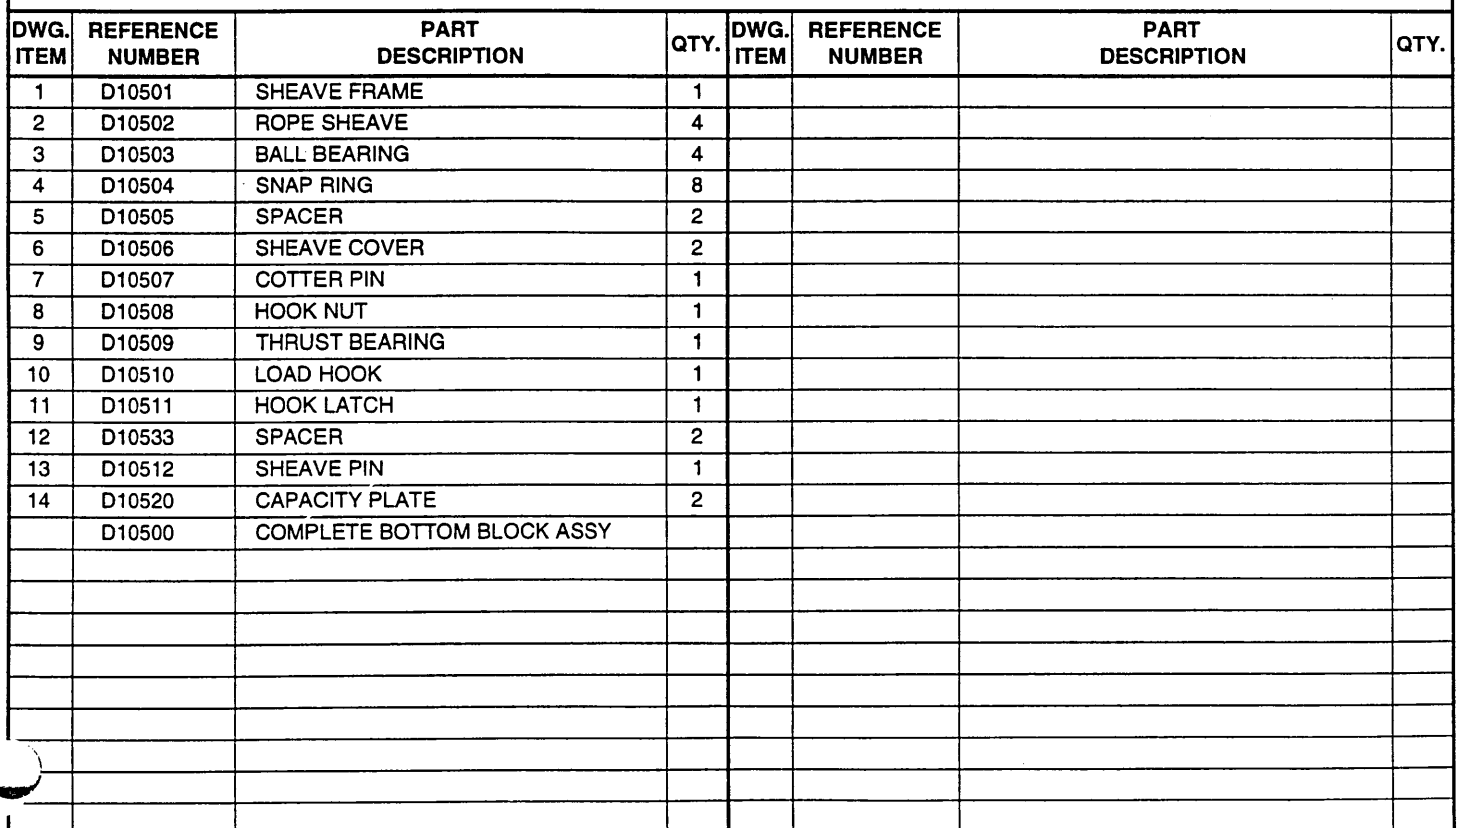 DWG. ITEM REFERENCE NUMBER PART DESCRIPTION QTY. DWG. ITEM REFERENCE NUMBER PART DESCRIPTION QTY.
1 D10501 SHEAVE FRAME 1
2 D10502 ROPE SHEAVE 4
3 D10503 BALL BEARING 4
4 D10504 SNAP RING 8
5 D10505 SPACER 2
6 D10506 SHEAVE COVER 2
7 D10507 COTTER PIN 1
8 D10508 HOOK NUT 1
9 D10509 THRUST BEARING 1
10 D10510 LOAD HOOK 1
11 D10511 HOOK LATCH 1
12 D10533 SPACER 2
13 D10512 SHEAVE PIN 1
14 D10520 CAPACITY PLATE 2
D10500 COMPLETE BOTTOM BLOCK ASSY